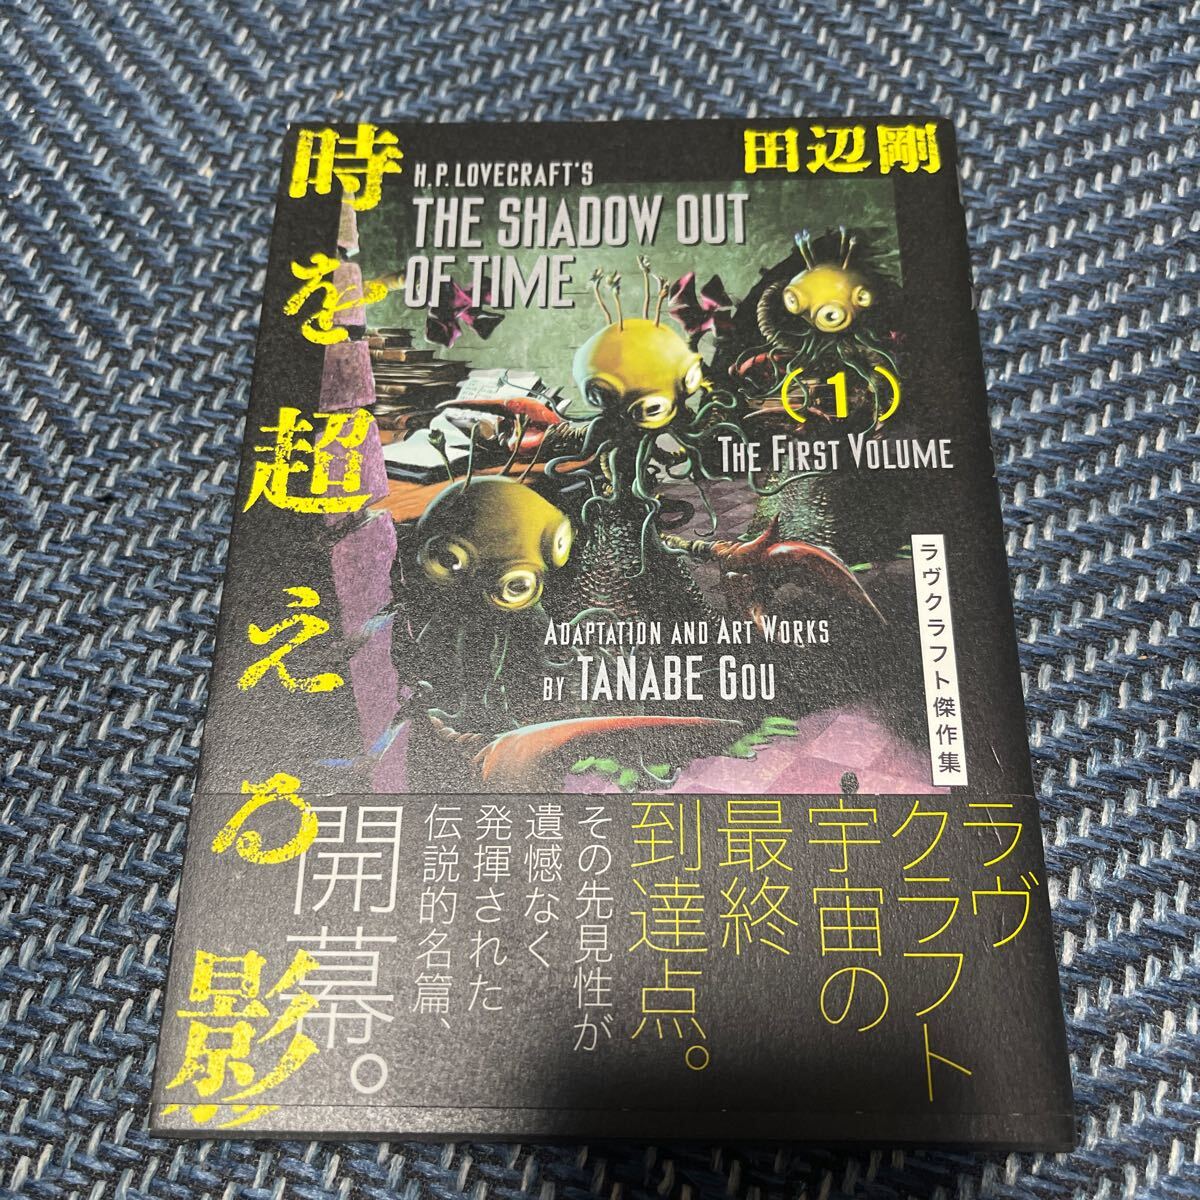 時を超える影
田辺剛
H.P. LOVECRAFT'S
THE SHADOW OUT
OF TIME
(1)
THE FIRST VOLUME
ラヴクラフト傑作集
ADAPTATION AND ART WORKS
BY TANABE GOU
ラヴ
クラフト
宇宙の
最終
到達点。
その先見性が
遺憾なく
発揮された
伝説的名篇、
開幕。